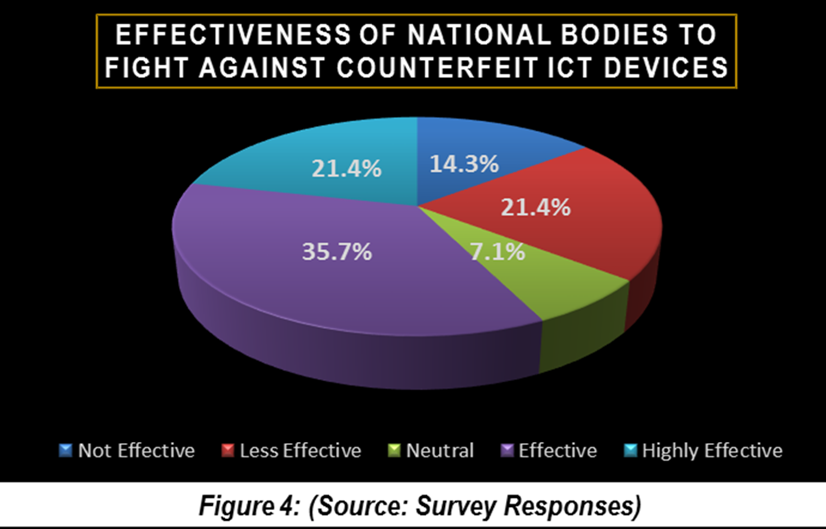 EFFECTIVENESS OF NATIONAL BODIES TO
FIGHT AGAINST COUNTERFEIT ICT DEVICES
21.4%
14.3%
21.4%
35.7%
7.1%
Not Effective
Less Effective
Neutral
Effective
Highly Effective
Figure 4: (Source: Survey Responses)